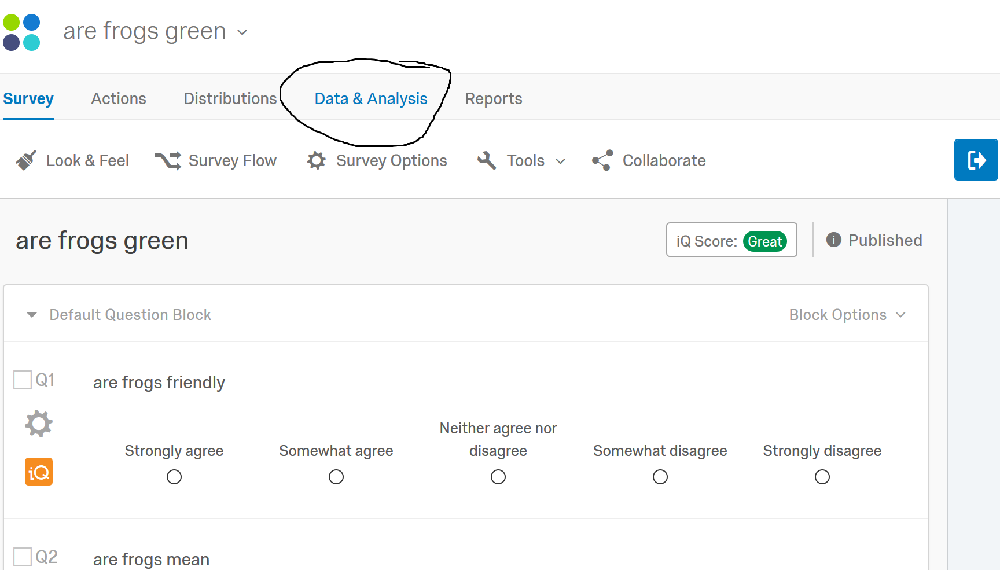 are frogs green
Survey Actions Distributions Data & Analysis Reports
Look & Feel Survey Flow Survey Options Tools Collaborate
are frogs green
iQ Score: Great
i Published
Default Question Block
Block Options
Q1 are frogs friendly
iQ
Strongly agree
Somewhat agree
Neither agree nor
disagree
Somewhat disagree
Strongly disagree
Q2 are frogs mean